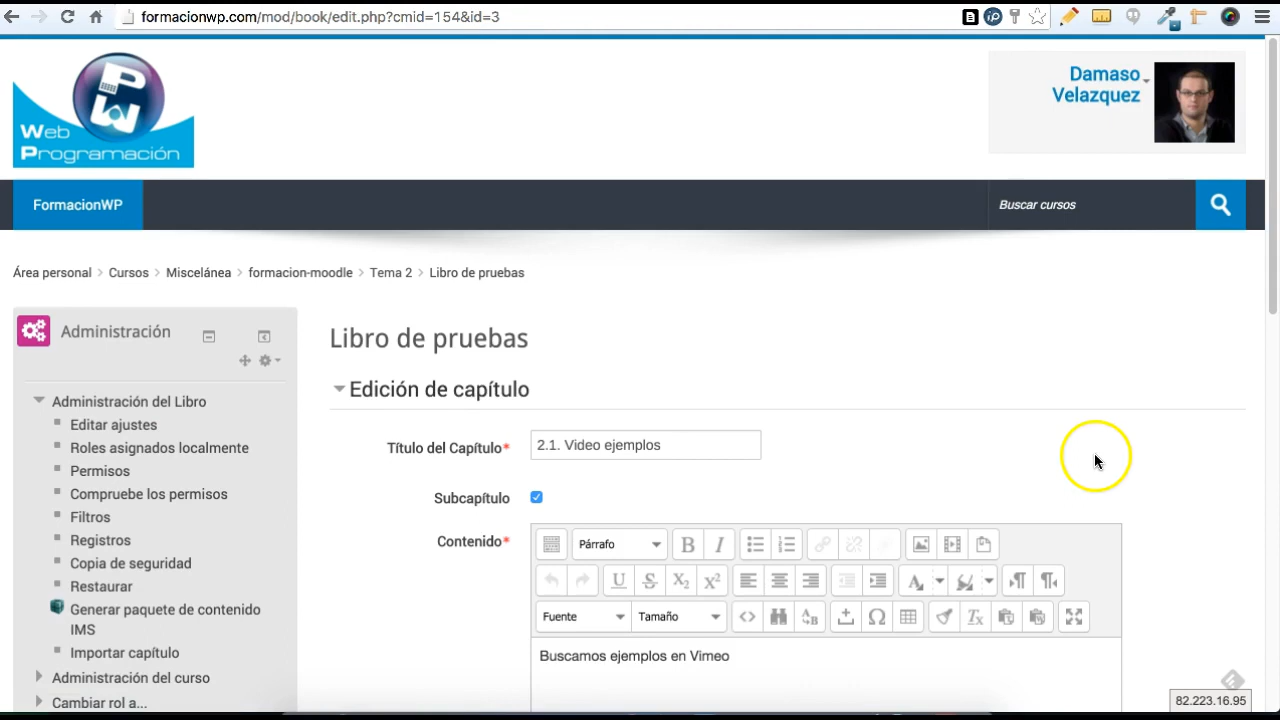 formacionwp.com/mod/book/edit.php?cmid=154&id=3
PW
Web
Programación
Damaso
Velazquez
FormacionWP
Buscar cursos
Área personal > Cursos > Miscelánea > formacion-moodle > Tema 2 > Libro de pruebas
Administración
Administración del Libro
Editar ajustes
Roles asignados localmente
Permisos
Compruebe los permisos
Filtros
Registros
Copia de seguridad
Restaurar
Generar paquete de contenido
IMS
Importar capítulo
Administración del curso
Cambiar rol a...
Libro de pruebas
Edición de capítulo
Título del Capítulo*
2.1. Video ejemplos
Subcapítulo
Contenido*
Párrafo
Fuente
Tamaño
Buscamos ejemplos en Vimeo
82.223.16.95